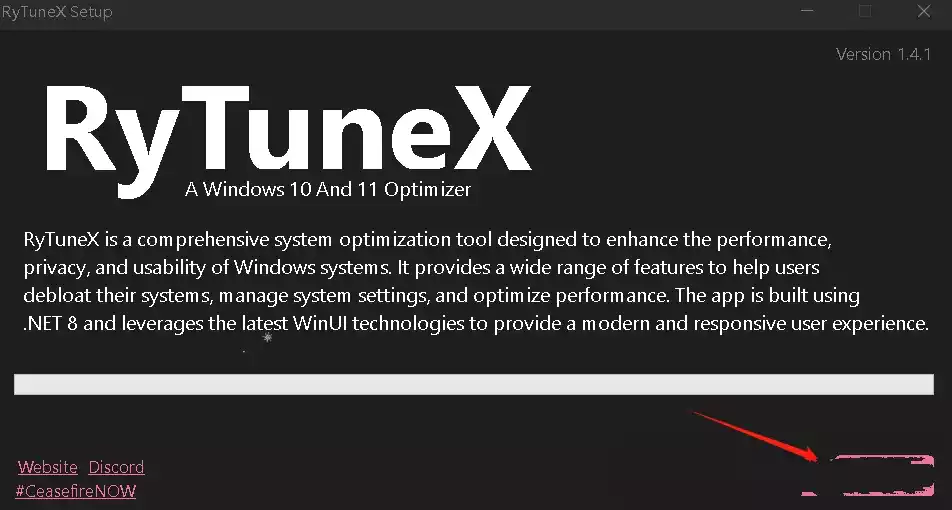 RyTuneX Setup
Version 1.4.1
RyTuneX
A Windows 10 And 11 Optimizer
RyTuneX is a comprehensive system optimization tool designed to enhance the performance,
privacy, and usability of Windows systems. It provides a wide range of features to help users
debloat their systems, manage system settings, and optimize performance. The app is built using
.NET 8 and leverages the latest WinUI technologies to provide a modern and responsive user experience.
Website Discord
#CeasefireNOW